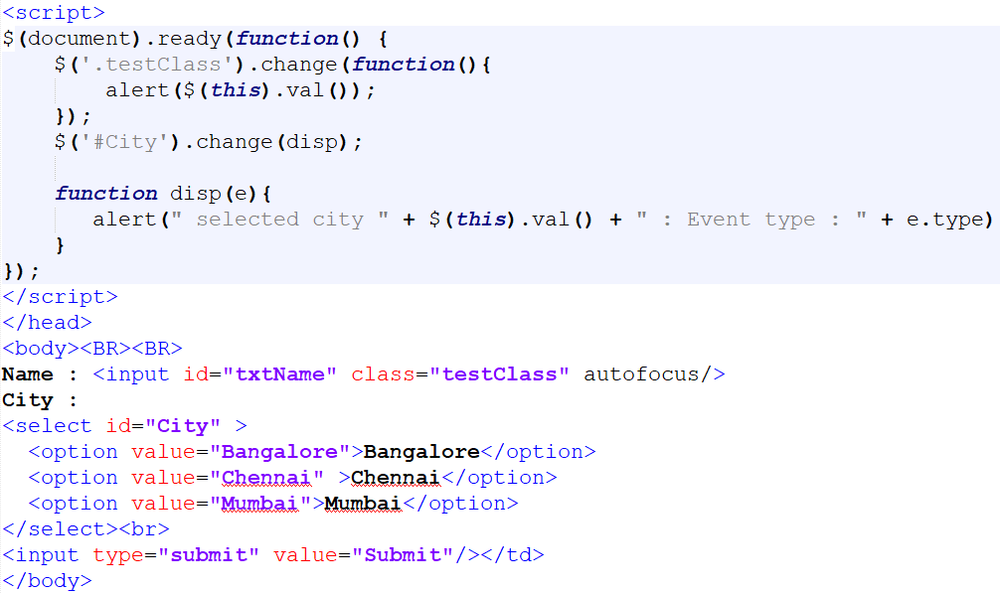 <script>
$(document).ready(function() {
    $('.testClass').change(function(){
        alert($(this).val());
    });
    $('#City').change(disp);
    function disp(e){
       alert(" selected city " + $(this).val() + " : Event type : " + e.type)
    }
});
</script>
</head>
<body><BR><BR>
Name : <input id="txtName" class="testClass" autofocus/>
City :
<select id="City" >
  <option value="Bangalore">Bangalore</option>
  <option value="Chennai" >Chennai</option>
  <option value="Mumbai">Mumbai</option>
</select><br>
<input type="submit" value="Submit"/></td>
</body>